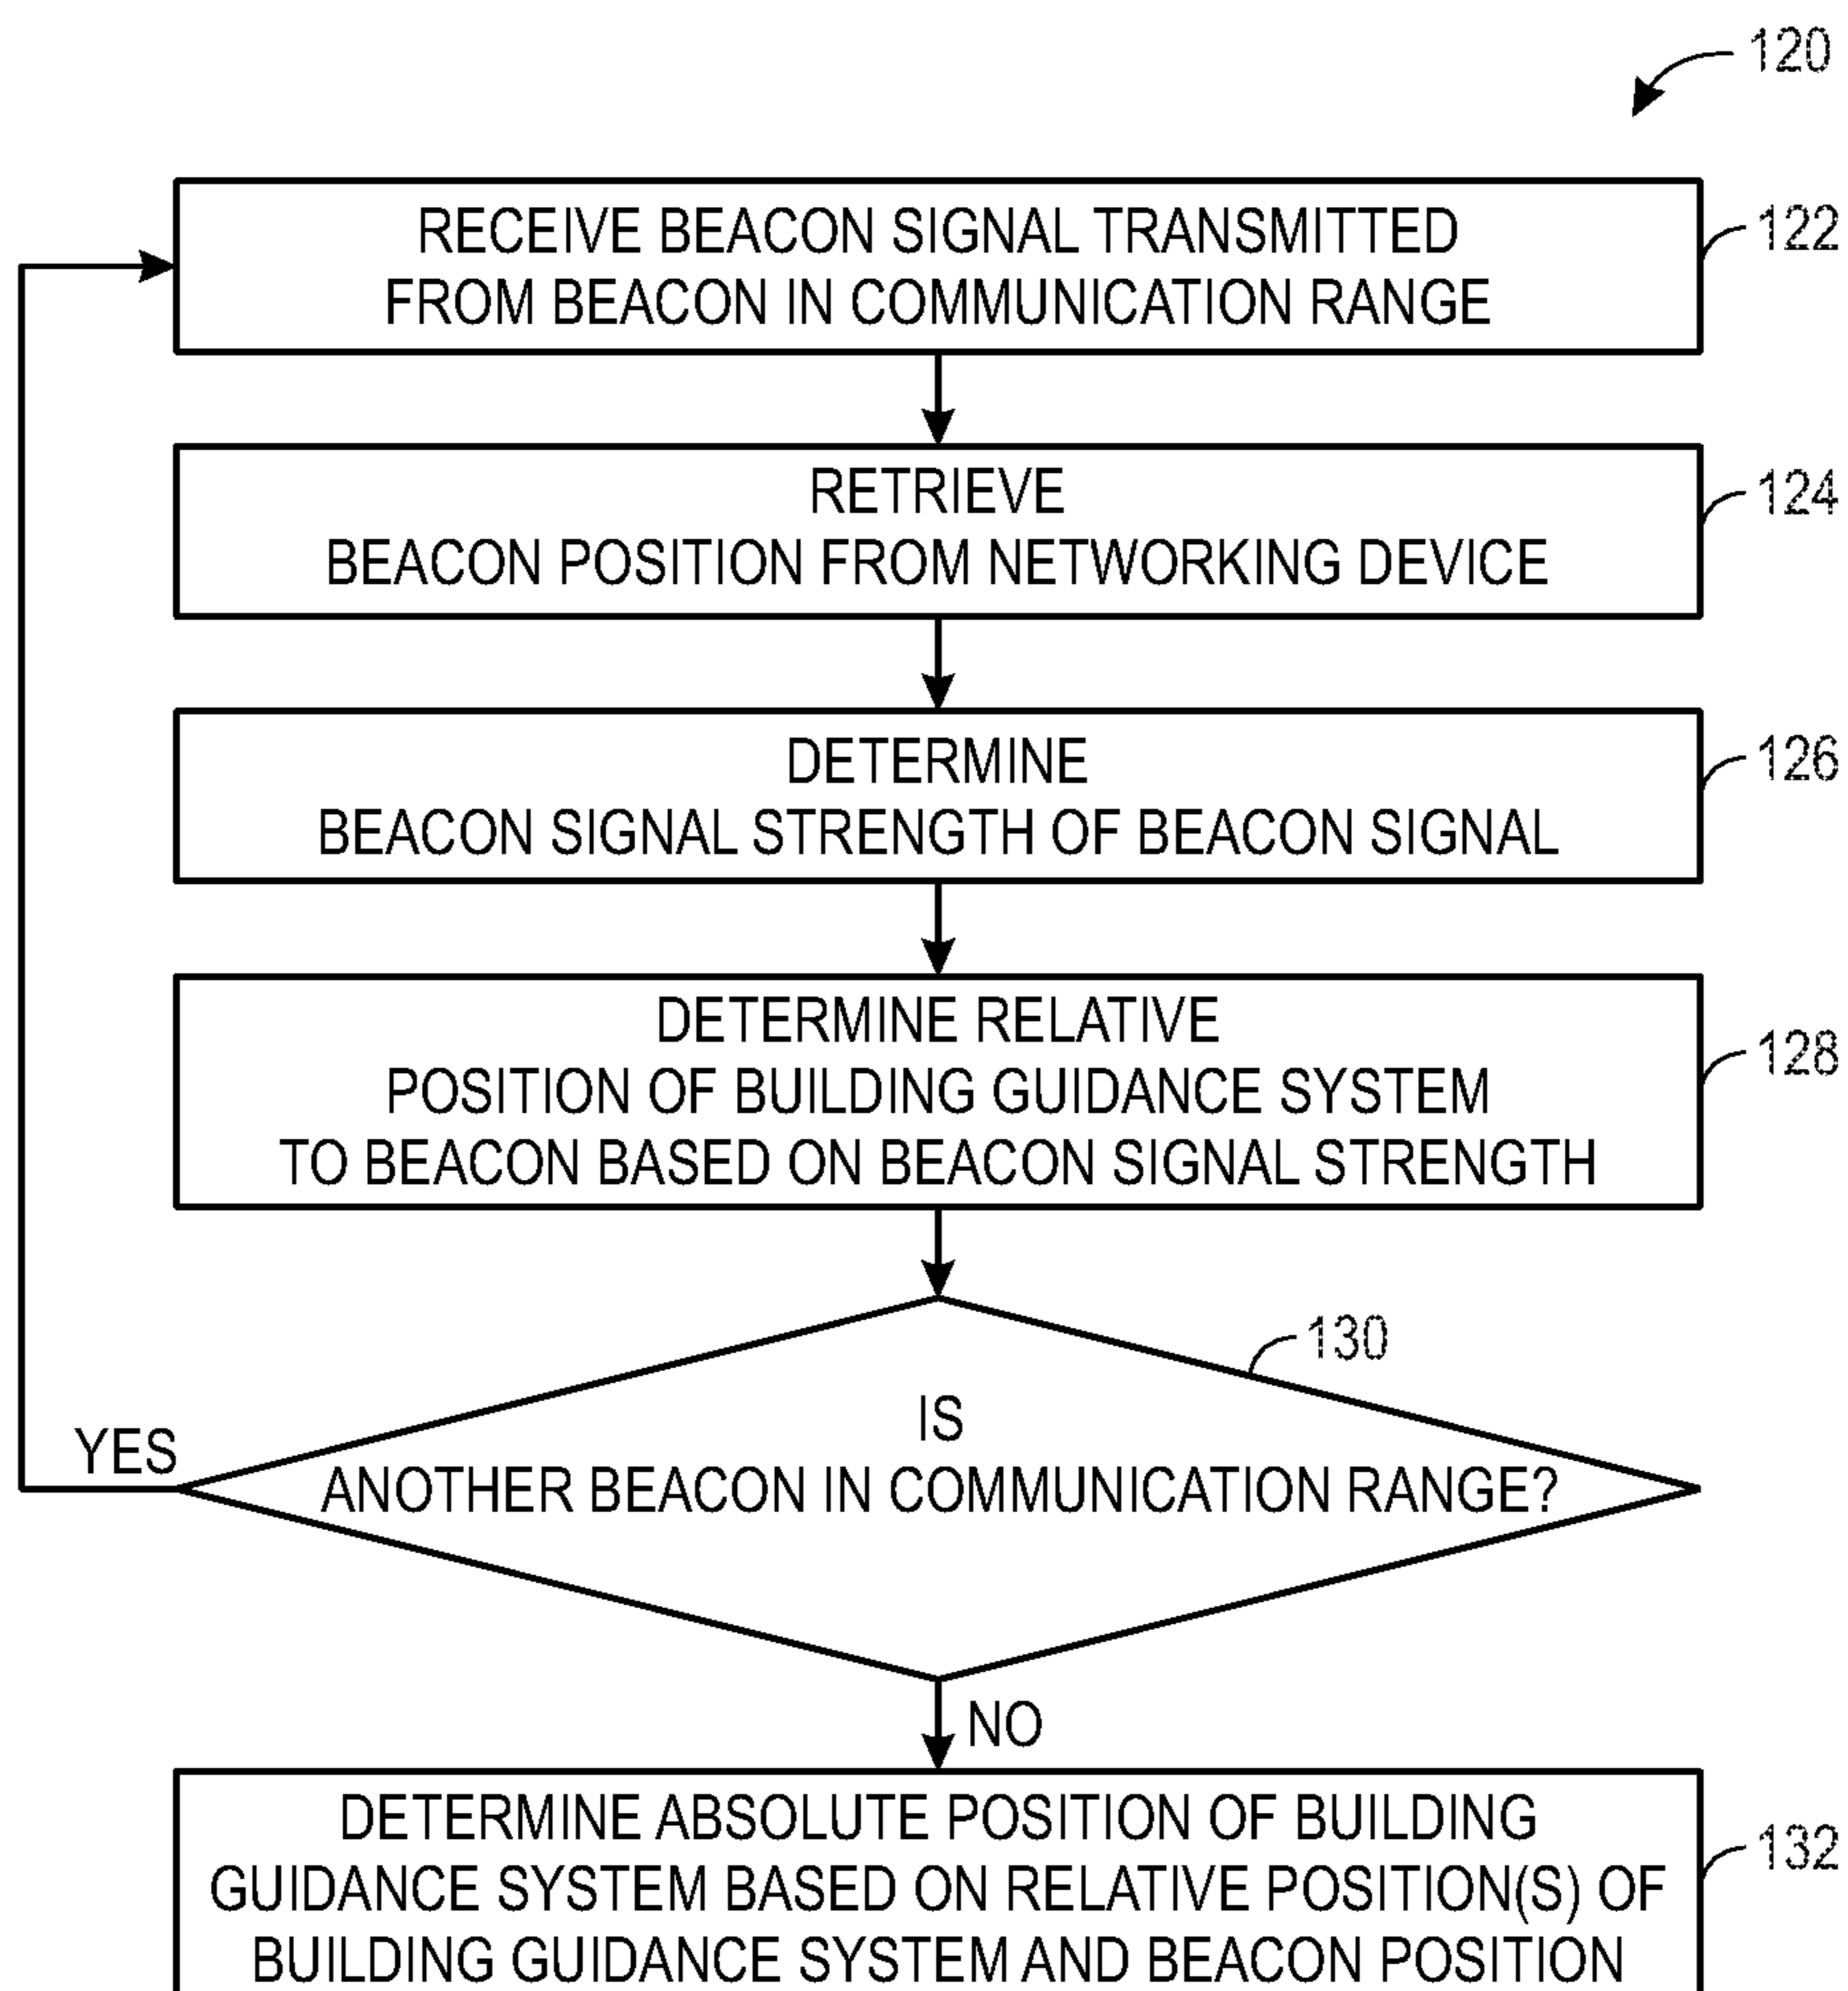 120
RECEIVE BEACON SIGNAL TRANSMITTED
FROM BEACON IN COMMUNICATION RANGE
122
RETRIEVE
BEACON POSITION FROM NETWORKING DEVICE
124
DETERMINE
BEACON SIGNAL STRENGTH OF BEACON SIGNAL
126
DETERMINE RELATIVE
POSITION OF BUILDING GUIDANCE SYSTEM
TO BEACON BASED ON BEACON SIGNAL STRENGTH
128
130
IS
ANOTHER BEACON IN COMMUNICATION RANGE?
YES
NO
DETERMINE ABSOLUTE POSITION OF BUILDING
GUIDANCE SYSTEM BASED ON RELATIVE POSITION(S) OF
BUILDING GUIDANCE SYSTEM AND BEACON POSITION
132